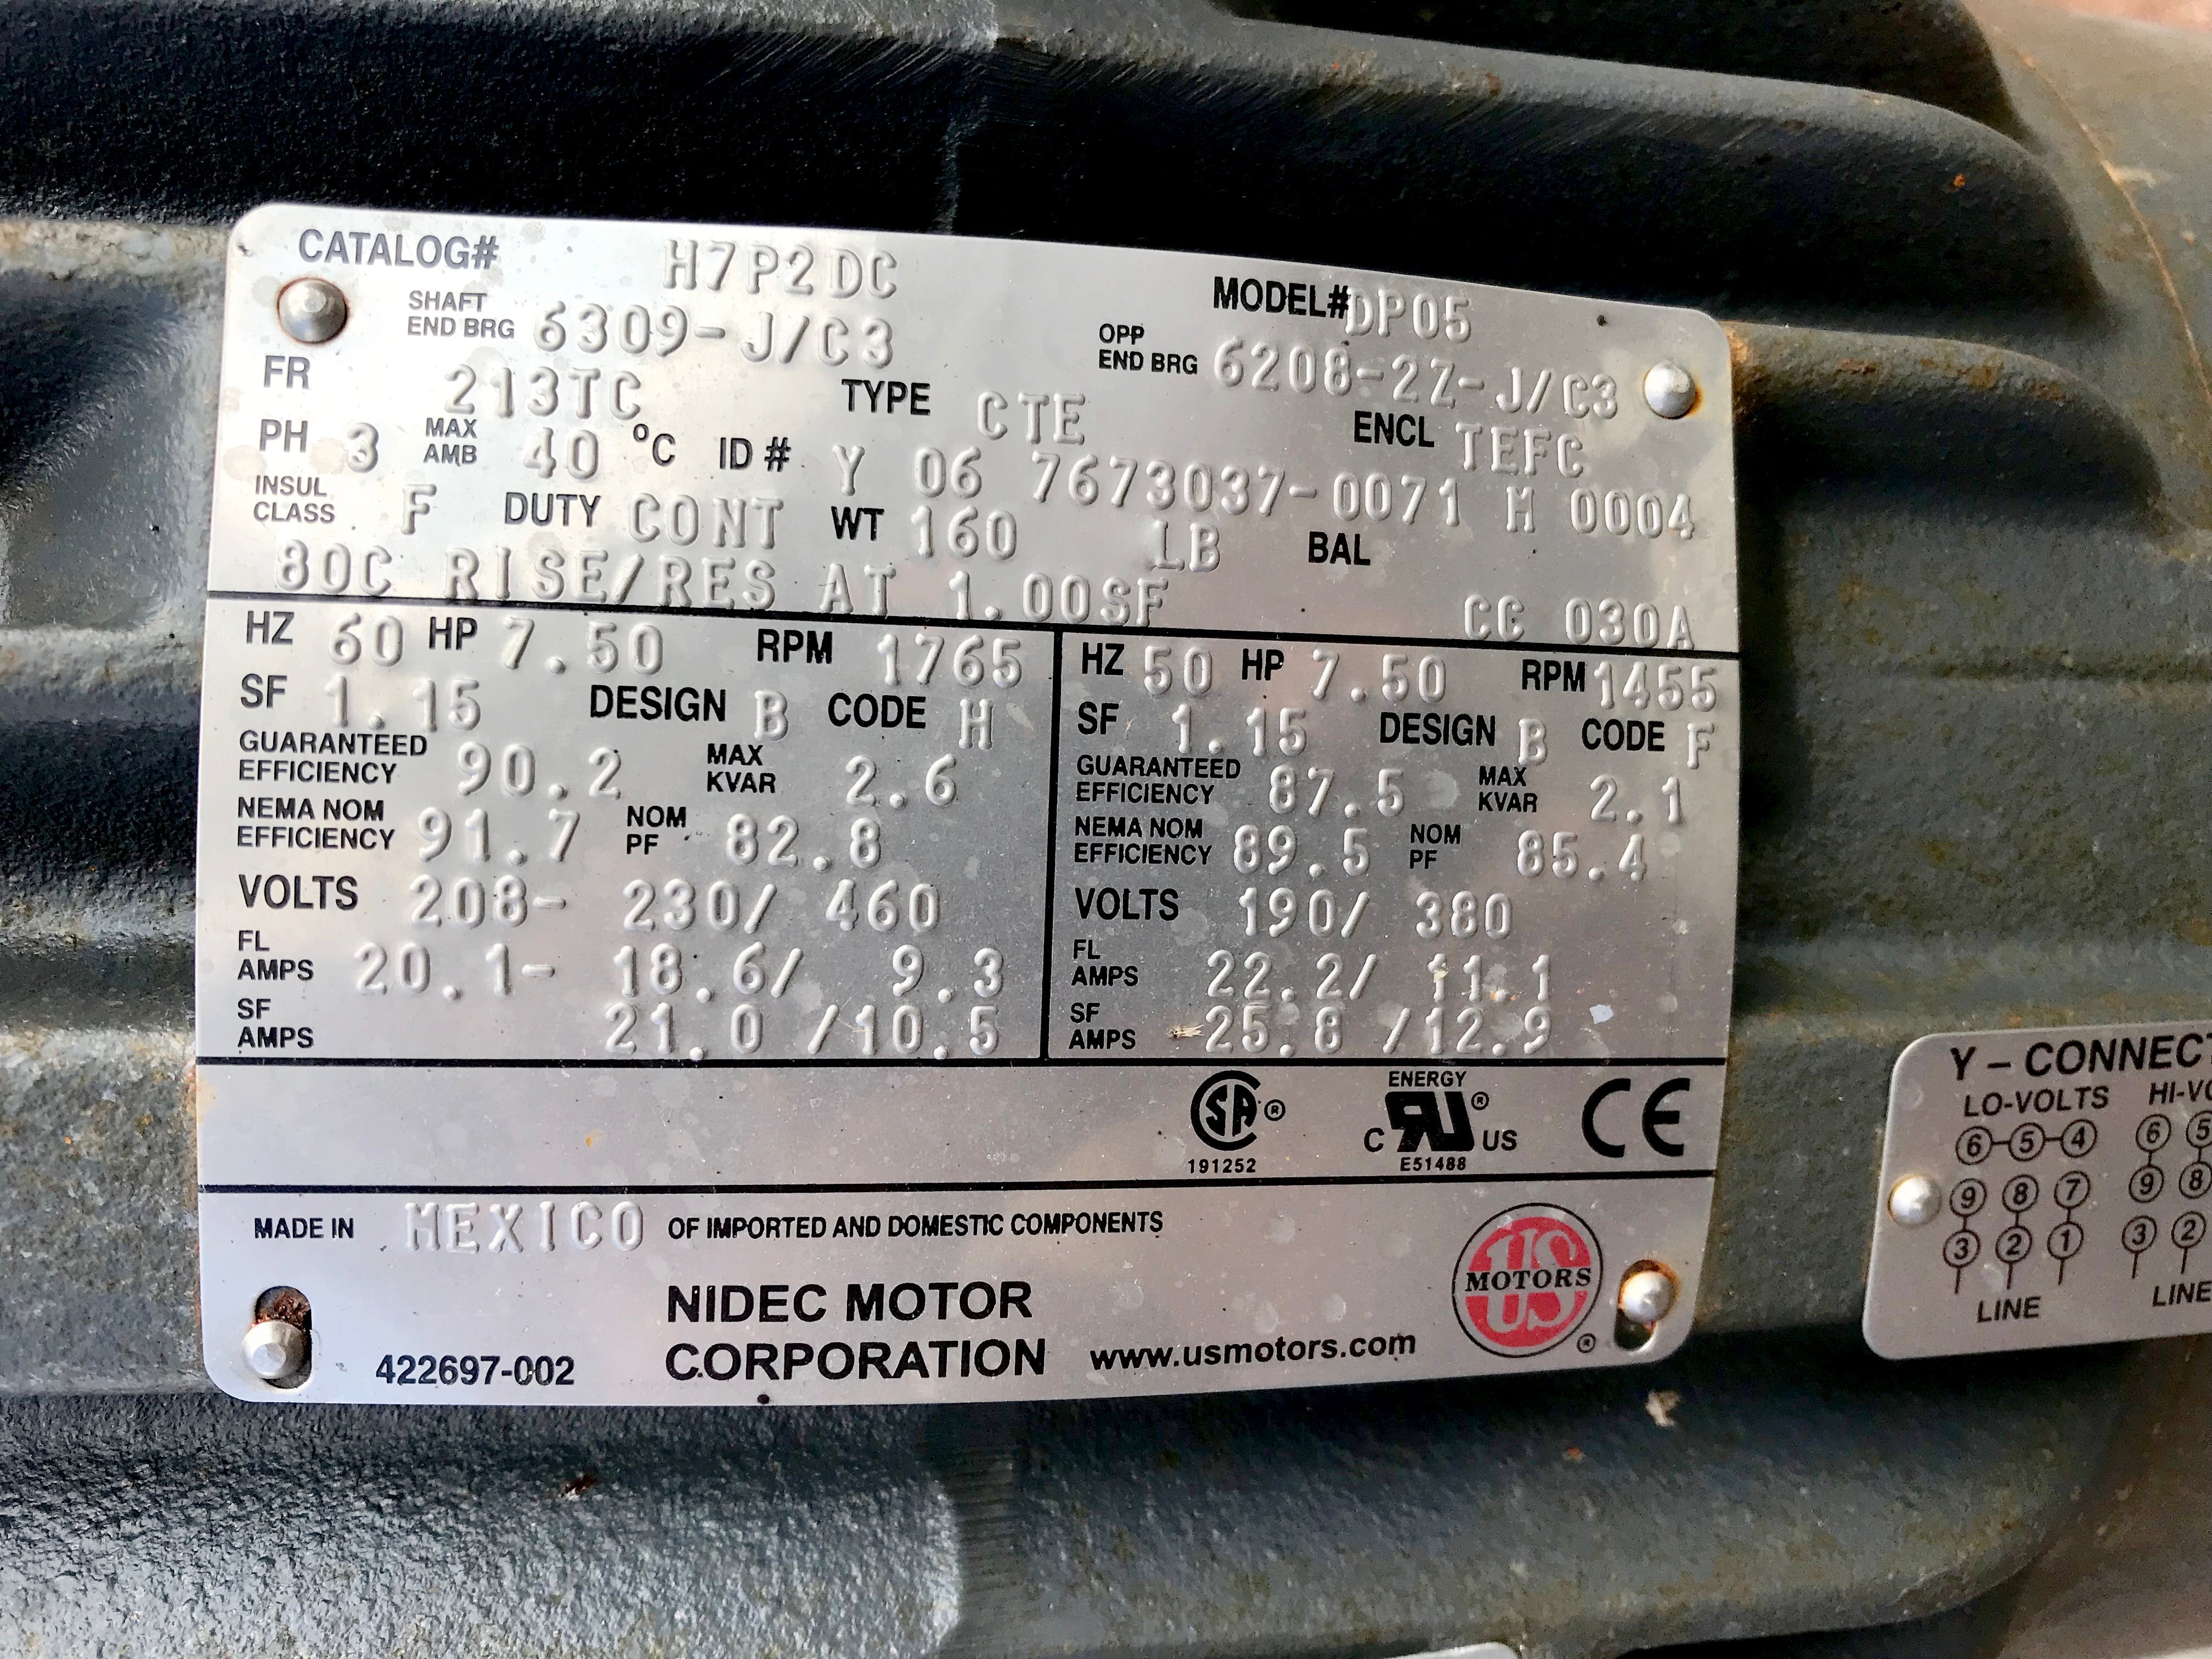 CATALOG# H7P2DC MODEL# DP05
SHAFT END BRG 6309-J/C3 OPP END BRG 6208-2Z-J/C3
FR 213TC TYPE CTE ENCL TEFC
PH 3 MAX AMB 40 °C ID# Y 06 7673037-0071 M 0004
INSUL CLASS F DUTY CONT WT 160 LB BAL
80C RISE/RES AT 1.00SF CC 030A
HZ 60 HP 7.50 RPM 1765
SF 1.15 DESIGN B CODE H
GUARANTEED EFFICIENCY 90.2 MAX KVAR 2.6
NEMA NOM EFFICIENCY 91.7 NOM PF 82.8
VOLTS 208- 230/ 460
FL AMPS 20.1- 18.6/ 9.3
SF AMPS 21.0 /10.5
HZ 50 HP 7.50 RPM 1455
SF 1.15 DESIGN B CODE F
GUARANTEED EFFICIENCY 87.5 MAX KVAR 2.1
NEMA NOM EFFICIENCY 89.5 NOM PF 85.4
VOLTS 190/ 380
FL AMPS 22.2/ 11.1
SF AMPS 25.8 /12.9
SA ®
191252
ENERGY
C RU ® US
E51488
CE
MADE IN MEXICO OF IMPORTED AND DOMESTIC COMPONENTS
NIDEC MOTOR
CORPORATION
422697-002
www.usmotors.com
US
MOTORS
®
Y – CONNECT
LO-VOLTS HI-VO
6 5 4 6 5
9 8 7 9 8
3 2 1 3 2
LINE LINE